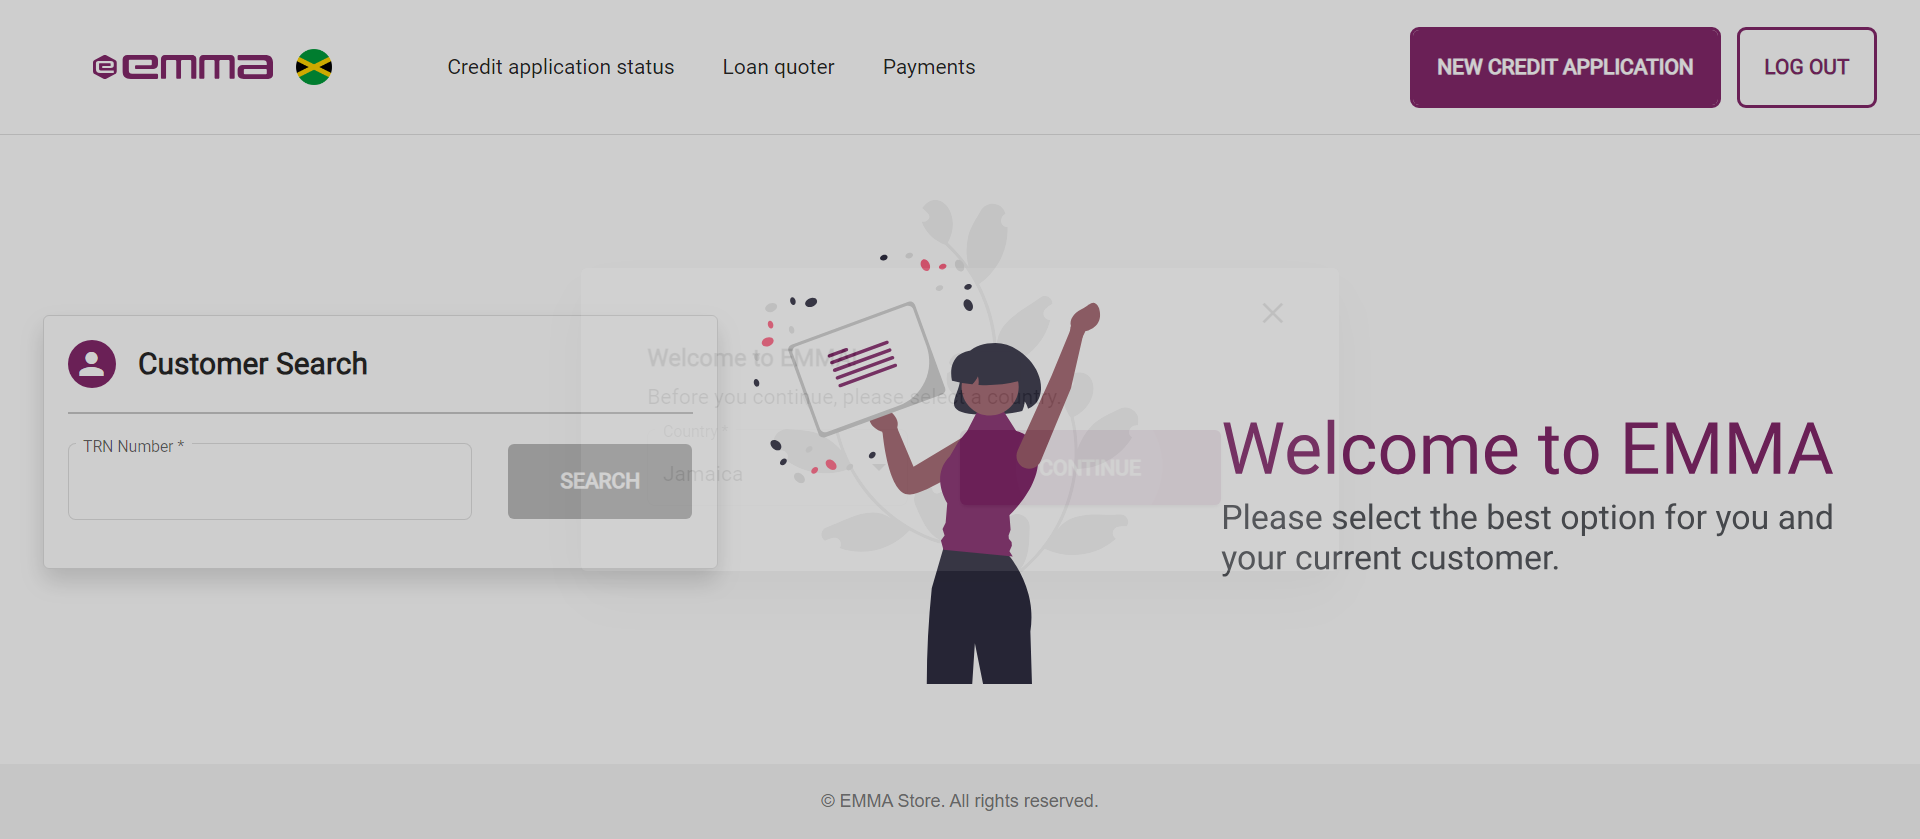 emma
Credit application status
Loan quoter
Payments
NEW CREDIT APPLICATION
LOG OUT
Customer Search
TRN Number *
SEARCH
Welcome to EMMA
Before you continue, please select a country.
Country *
Jamaica
CONTINUE
Welcome to EMMA
Please select the best option for you and
your current customer.
© EMMA Store. All rights reserved.